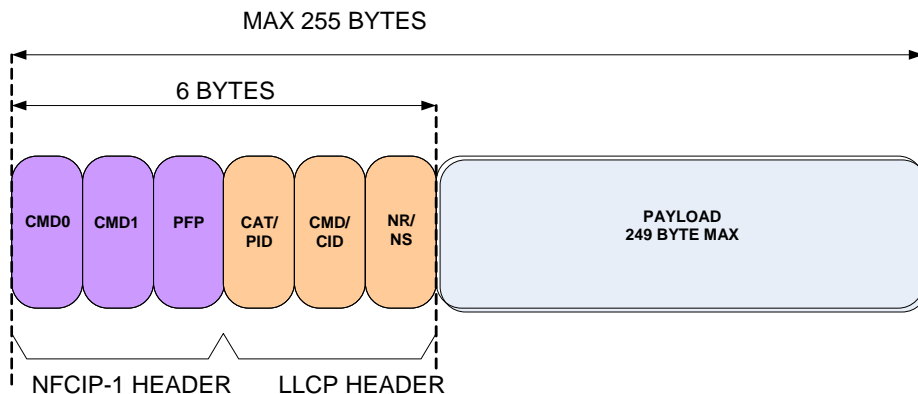 MAX 255 BYTES
6 BYTES
CMD0
CMD1
PFP
CAT/
PID
CMD/
CID
NR/
NS
PAYLOAD
249 BYTE MAX
NFCIP-1 HEADER
LLCP HEADER